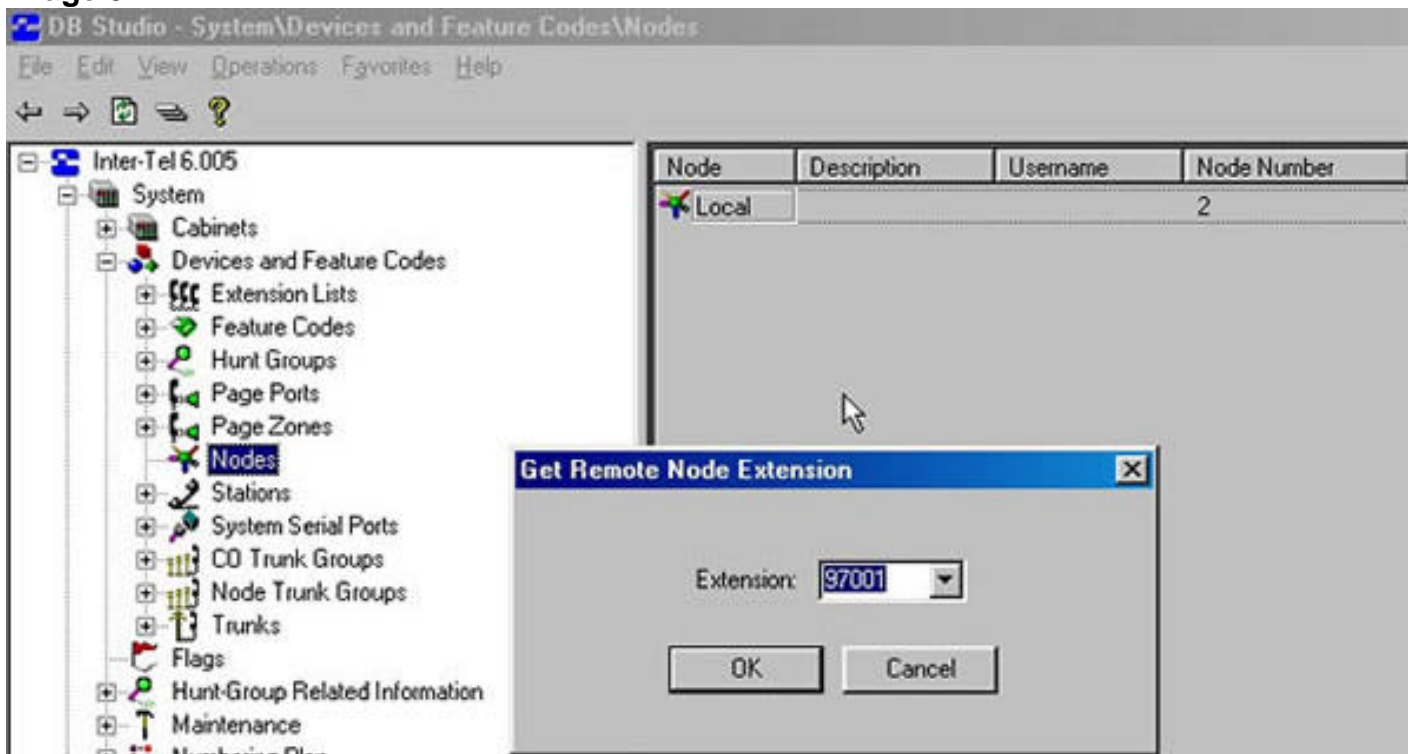 DB Studio - System\Devices and Feature Codes\Nodes
File Edit View Operations Favorites Help
Inter-Tel 6.005
System
Cabinets
Devices and Feature Codes
Extension Lists
Feature Codes
Hunt Groups
Page Ports
Page Zones
Nodes
Stations
System Serial Ports
CO Trunk Groups
Node Trunk Groups
Trunks
Flags
Hunt-Group Related Information
Maintenance
Numbering Plan
Node Description Username Node Number
Local 2
Get Remote Node Extension
Extension: 97001
OK Cancel